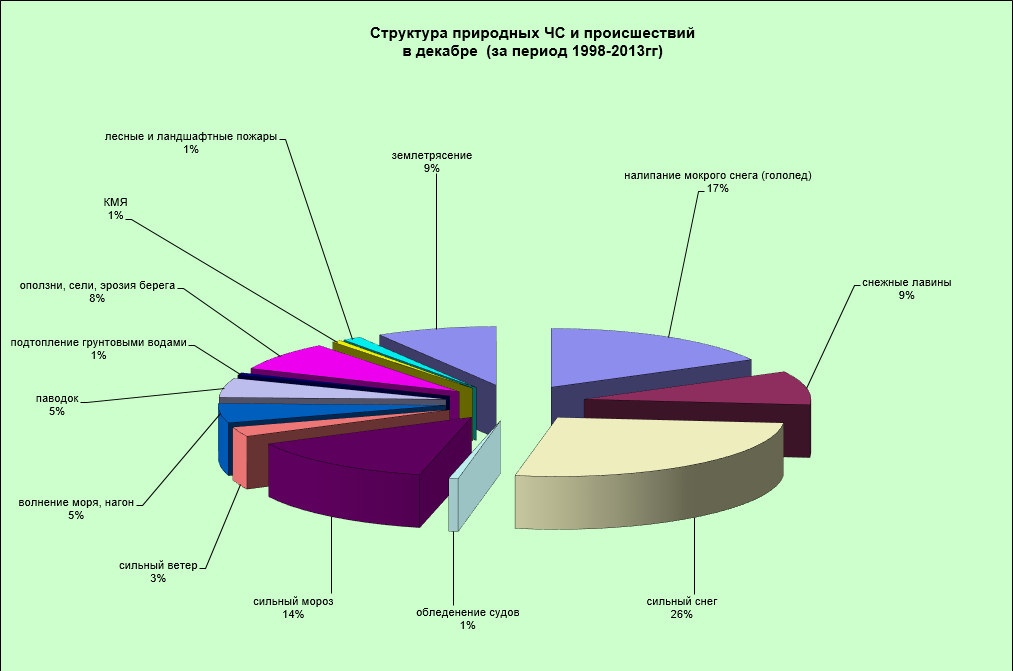 Структура природных ЧС и происшествий
в декабре (за период 1998-2013гг)
лесные и ландшафтные пожары
1%
землетрясение
9%
налипание мокрого снега (гололед)
17%
КМЯ
1%
снежные лавины
9%
оползни, сели, эрозия берега
8%
подтопление грунтовыми водами
1%
паводок
5%
волнение моря, нагон
5%
сильный ветер
3%
сильный мороз
14%
обледенение судов
1%
сильный снег
26%